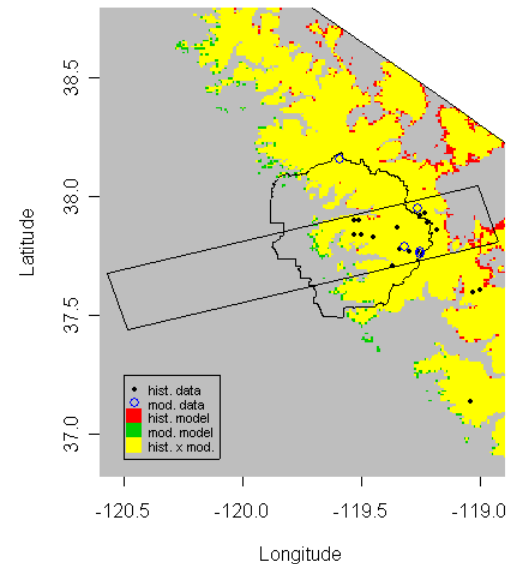 38.5
38.0
37.5
37.0
Latitude
hist. data
mod. data
hist. model
mod. model
hist. x mod.
-120.5 -120.0 -119.5 -119.0
Longitude